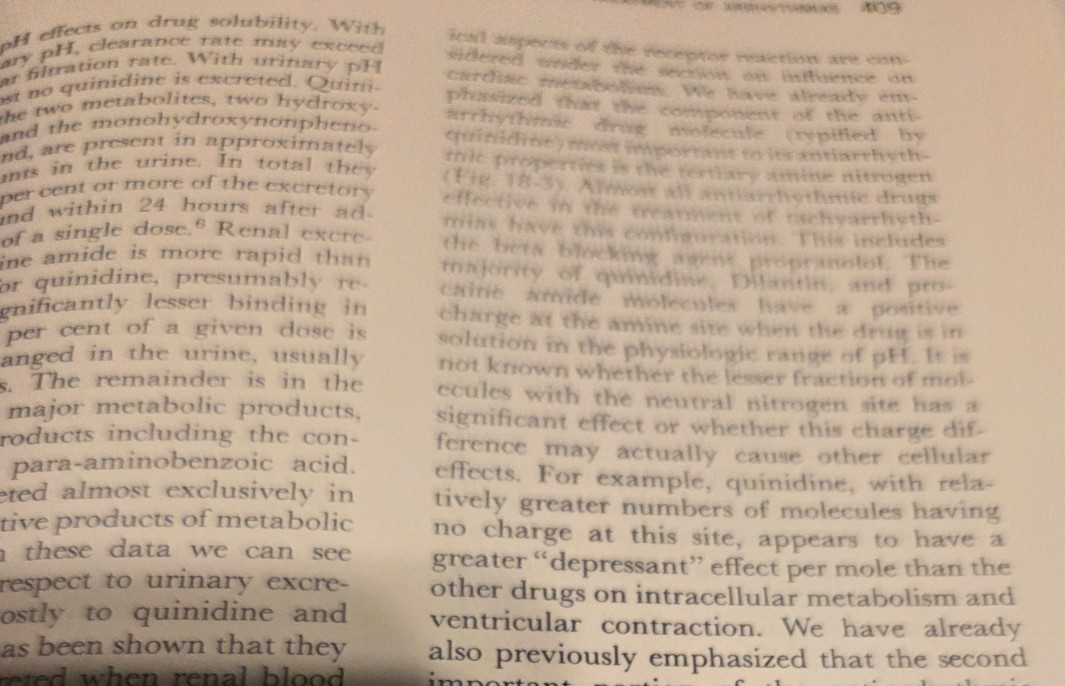 409
pH effects on drug solubility. With
ary pH, clearance rate may exceed
ar filtration rate. With urinary pH
ost no quinidine is excreted. Quini-
the two metabolites, two hydroxy-
and the monohydroxynonpheno-
nd, are present in approximately
ants in the urine. In total they
per cent or more of the excretory
und within 24 hours after ad-
of a single dose.⁶ Renal excre-
ine amide is more rapid than
or quinidine, presumably re-
gnificantly lesser binding in
per cent of a given dose is
anged in the urine, usually
s. The remainder is in the
major metabolic products,
roducts including the con-
para-aminobenzoic acid.
eted almost exclusively in
tive products of metabolic
n these data we can see
respect to urinary excre-
ostly to quinidine and
as been shown that they
reted when renal blood
ical aspects of the receptor reaction are con-
sidered under the section on influence on
cardiac metabolism. We have already em-
phasized that the component of the anti-
arrhythmic drug molecule (typified by
quinidine) most important to its antiarrhyth-
mic properties is the tertiary amine nitrogen
(Fig. 18-3). Almost all antiarrhythmic drugs
effective in the treatment of tachyarrhyth-
mias have this configuration. This includes
the beta blocking agent propranolol. The
majority of quinidine, Dilantin, and pro-
caine amide molecules have a positive
charge at the amine site when the drug is in
solution in the physiologic range of pH. It is
not known whether the lesser fraction of mol-
ecules with the neutral nitrogen site has a
significant effect or whether this charge dif-
ference may actually cause other cellular
effects. For example, quinidine, with rela-
tively greater numbers of molecules having
no charge at this site, appears to have a
greater “depressant” effect per mole than the
other drugs on intracellular metabolism and
ventricular contraction. We have already
also previously emphasized that the second